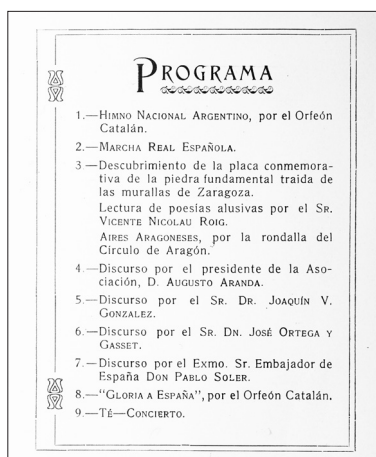 PROGRAMA
1.—HIMNO NACIONAL ARGENTINO, por el Orfeón
Catalán.
2.—MARCHA REAL ESPAÑOLA.
3.—Descubrimiento de la placa conmemora-
tiva de la piedra fundamental traida de
las murallas de Zaragoza.
Lectura de poesías alusivas por el SR.
VICENTE NICOLAU ROIG.
AIRES ARAGONESES, por la rondalla del
Círculo de Aragón.
4.—Discurso por el presidente de la Aso-
ciación, D. AUGUSTO ARANDA.
5.—Discurso por el SR. DR. JOAQUÍN V.
GONZALEZ.
6.—Discurso por el SR. DN. JOSÉ ORTEGA Y
GASSET.
7.—Discurso por el Exmo. Sr. Embajador de
España DON PABLO SOLER.
8.—"GLORIA A ESPAÑA", por el Orfeón Catalán.
9.—TÉ—CONCIERTO.